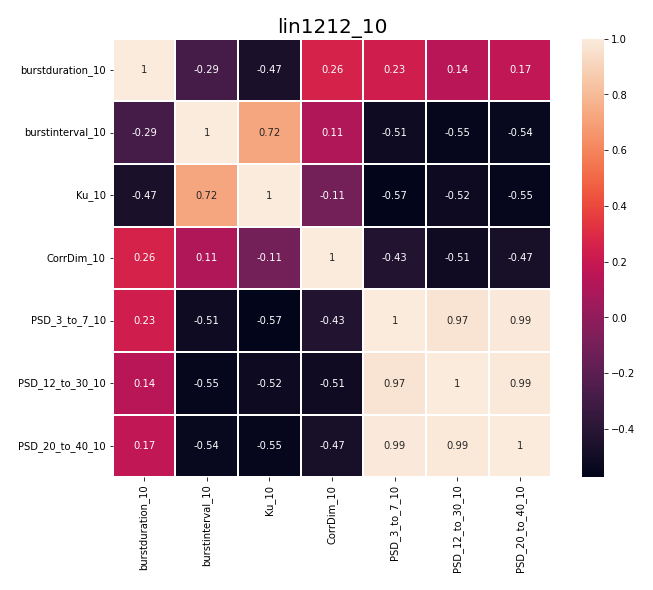 lin1212_10
burstduration_10 1 -0.29 -0.47 0.26 0.23 0.14 0.17
burstinterval_10 -0.29 1 0.72 0.11 -0.51 -0.55 -0.54
Ku_10 -0.47 0.72 1 -0.11 -0.57 -0.52 -0.55
CorrDim_10 0.26 0.11 -0.11 1 -0.43 -0.51 -0.47
PSD_3_to_7_10 0.23 -0.51 -0.57 -0.43 1 0.97 0.99
PSD_12_to_30_10 0.14 -0.55 -0.52 -0.51 0.97 1 0.99
PSD_20_to_40_10 0.17 -0.54 -0.55 -0.47 0.99 0.99 1
burstduration_10
burstinterval_10
Ku_10
CorrDim_10
PSD_3_to_7_10
PSD_12_to_30_10
PSD_20_to_40_10
1.0
0.8
0.6
0.4
0.2
0.0
−0.2
−0.4